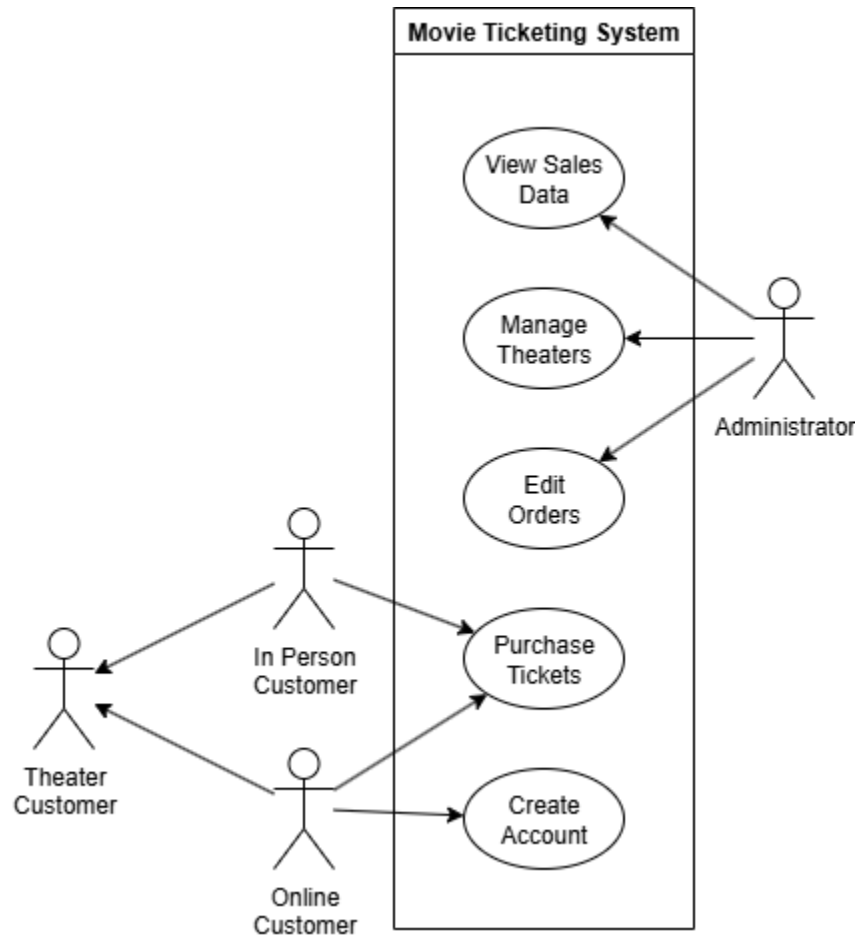 Movie Ticketing System
View Sales
Data
Manage
Theaters
Administrator
Edit
Orders
In Person
Customer
Purchase
Tickets
Theater
Customer
Create
Account
Online
Customer